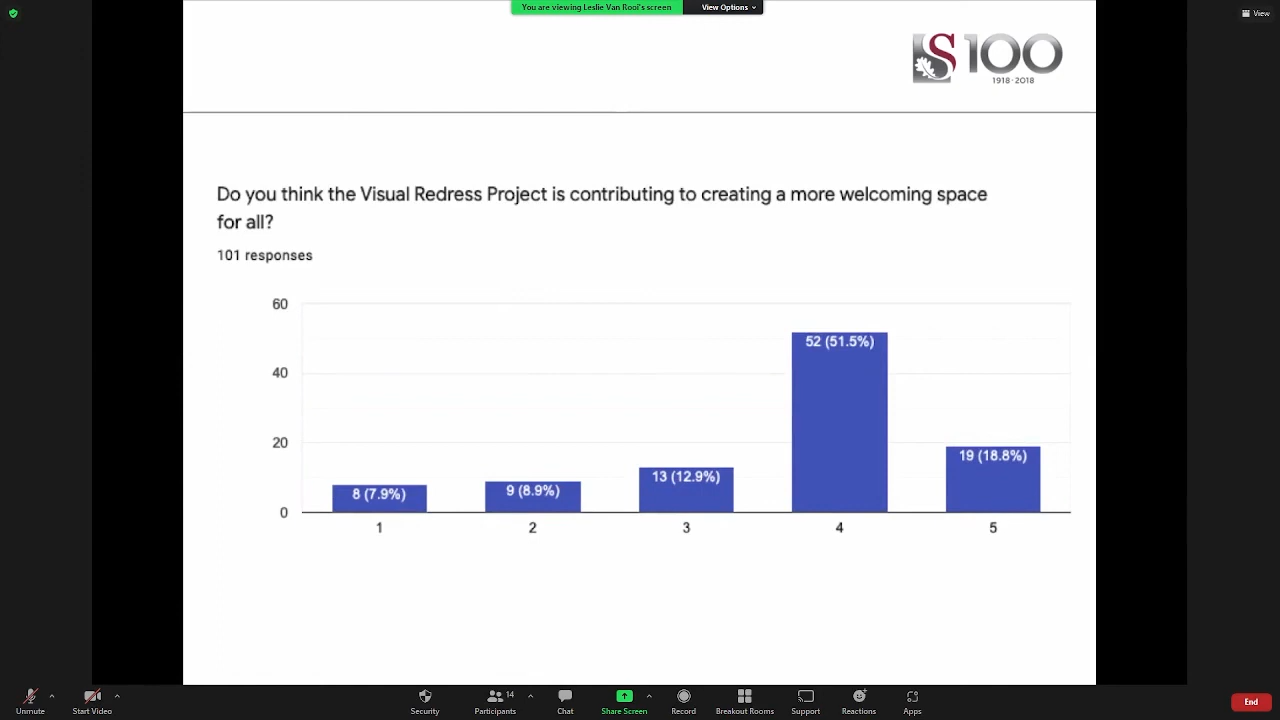 You are viewing Leslie Van Rooi's screen
View Options
View
S100
1918·2018
Do you think the Visual Redress Project is contributing to creating a more welcoming space
for all?
101 responses
60
40
20
0
8 (7.9%)
9 (8.9%)
13 (12.9%)
52 (51.5%)
19 (18.8%)
1
2
3
4
5
Unmute
Start Video
Security
14
Participants
Chat
Share Screen
Record
Breakout Rooms
Support
Reactions
Apps
End